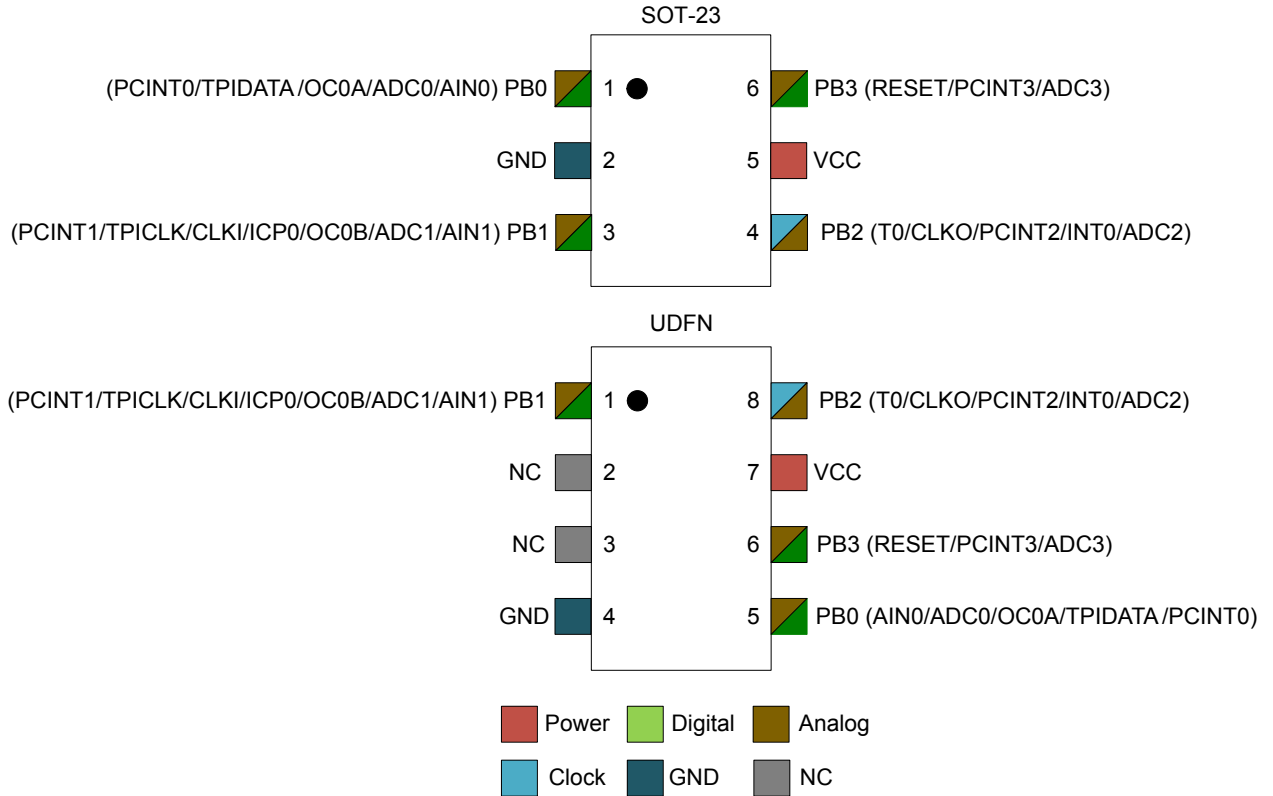 SOT-23
(PCINT0/TPIDATA/OC0A/ADC0/AIN0) PB0 1 6 PB3 (RESET/PCINT3/ADC3)
GND 2 5 VCC
(PCINT1/TPICLK/CLKI/ICP0/OC0B/ADC1/AIN1) PB1 3 4 PB2 (T0/CLKO/PCINT2/INT0/ADC2)
UDFN
(PCINT1/TPICLK/CLKI/ICP0/OC0B/ADC1/AIN1) PB1 1 8 PB2 (T0/CLKO/PCINT2/INT0/ADC2)
NC 2 7 VCC
NC 3 6 PB3 (RESET/PCINT3/ADC3)
GND 4 5 PB0 (AIN0/ADC0/OC0A/TPIDATA/PCINT0)
Power Digital Analog
Clock GND NC